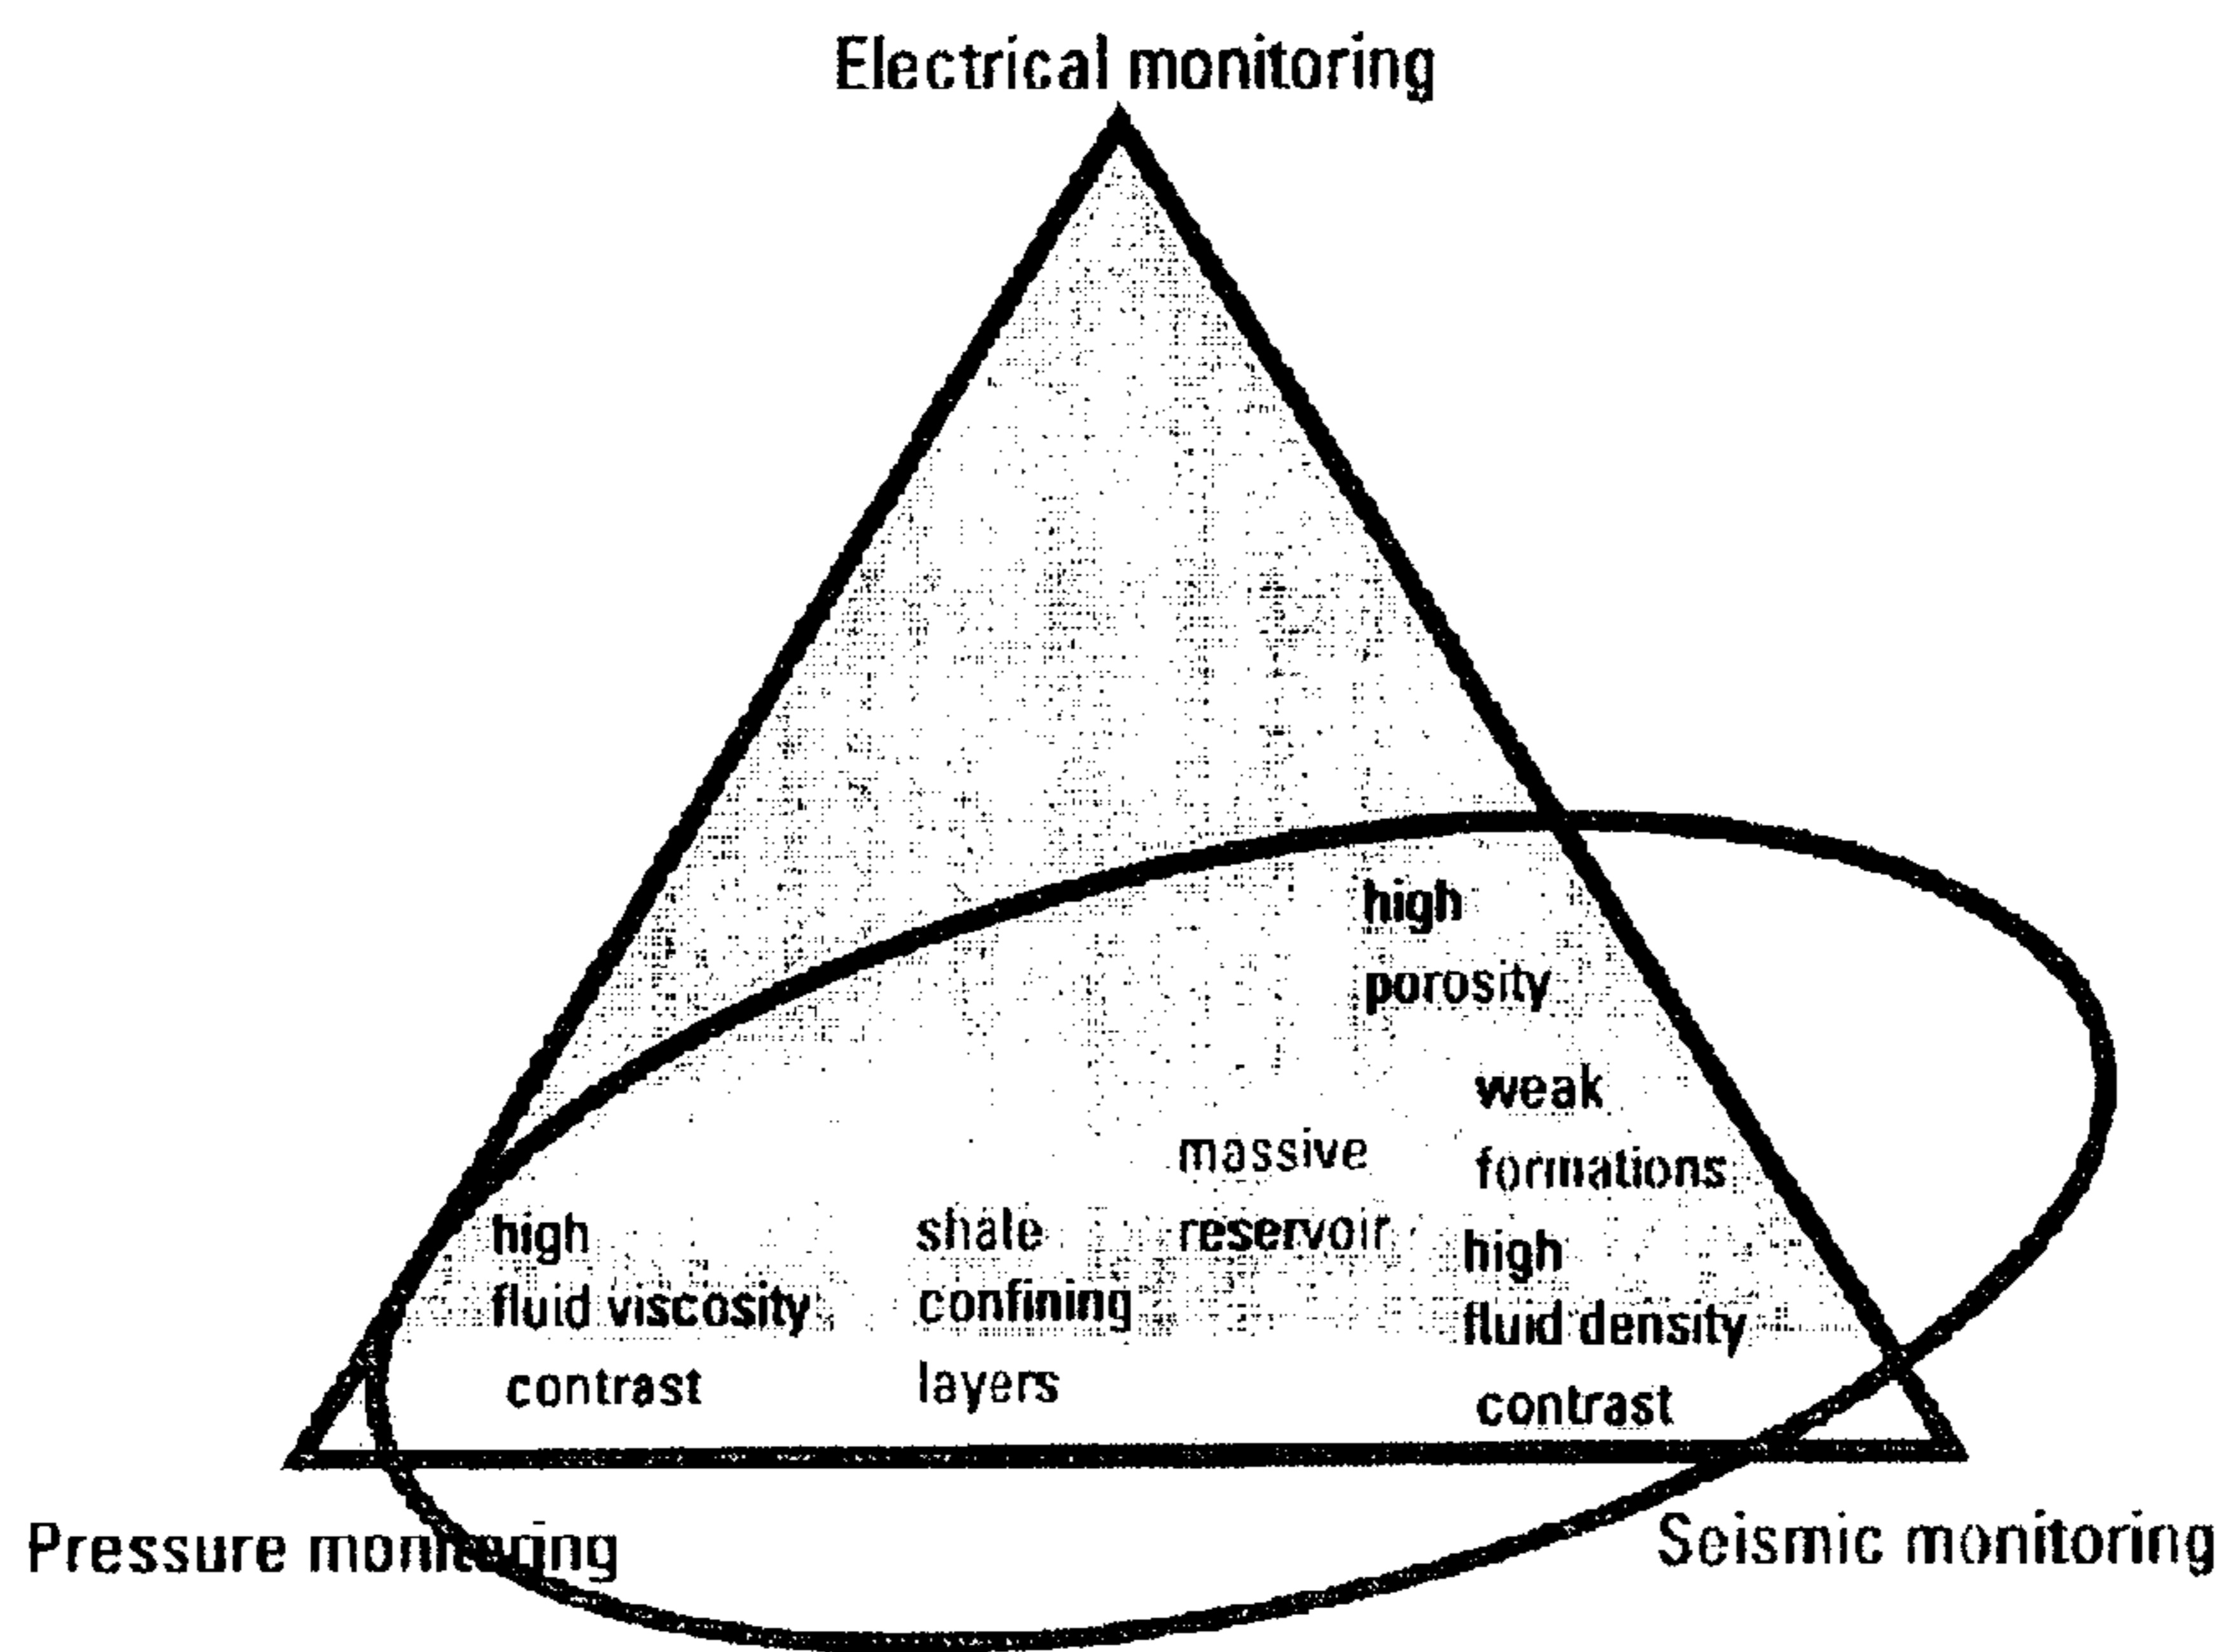 Electrical monitoring
high
porosity
weak
formations
massive
reservoir
high
fluid density
contrast
shale
confining
layers
high
fluid viscosity
contrast
Pressure monitoring
Seismic monitoring